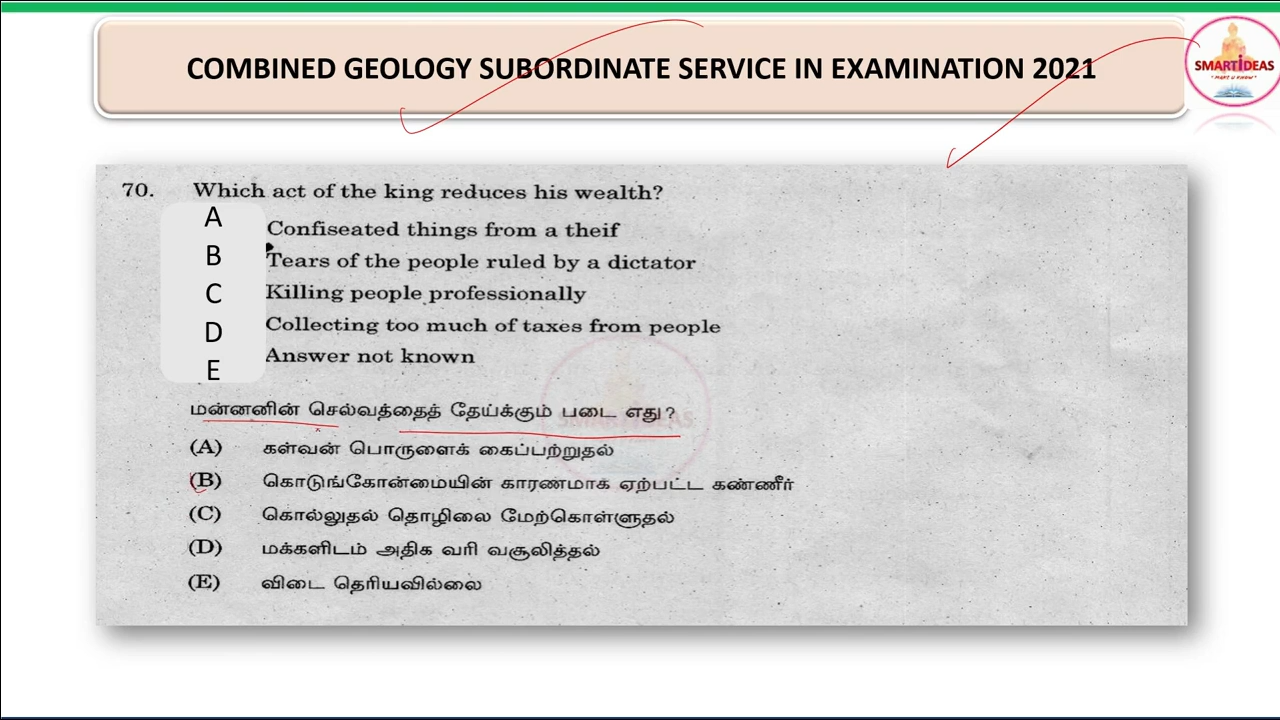 COMBINED GEOLOGY SUBORDINATE SERVICE IN EXAMINATION 2021
SMARTIDEAS
"MAKE U KNOW"
70. Which act of the king reduces his wealth?
A Confiseated things from a theif
B Tears of the people ruled by a dictator
C Killing people professionally
D Collecting too much of taxes from people
E Answer not known
மன்னனின் செல்வத்தைத் தேய்க்கும் படை எது?
(A) கள்வன் பொருளைக் கைப்பற்றுதல்
(B) கொடுங்கோன்மையின் காரணமாக ஏற்பட்ட கண்ணீர்
(C) கொல்லுதல் தொழிலை மேற்கொள்ளுதல்
(D) மக்களிடம் அதிக வரி வசூலித்தல்
(E) விடை தெரியவில்லை